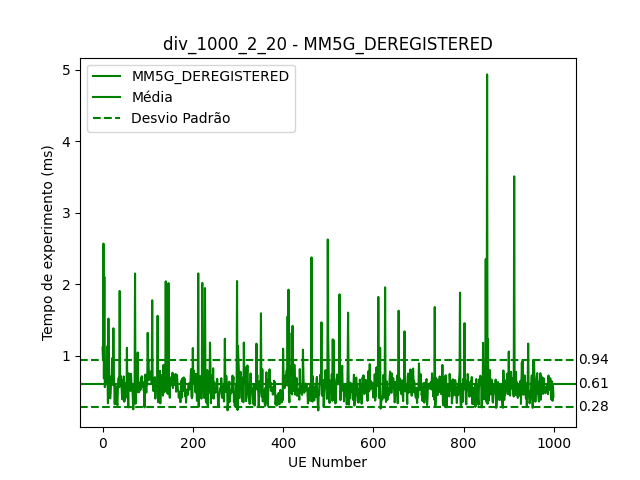 div_1000_2_20 - MM5G_DEREGISTERED
MM5G_DEREGISTERED
Média
Desvio Padrão
Tempo de experimento (ms)
5
4
3
2
1
0.94
0.61
0.28
0 200 400 600 800 1000
UE Number